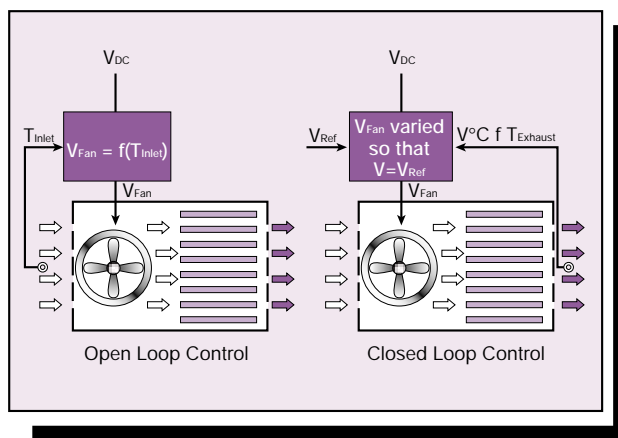 VDC
TInlet
VFan = f(TInlet)
VFan
Open Loop Control
VDC
VRef
VFan varied
so that
V=VRef
V°C f TExhaust
VFan
Closed Loop Control